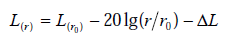 L(r) = L(r₀) − 20lg(r/r₀) − ΔL